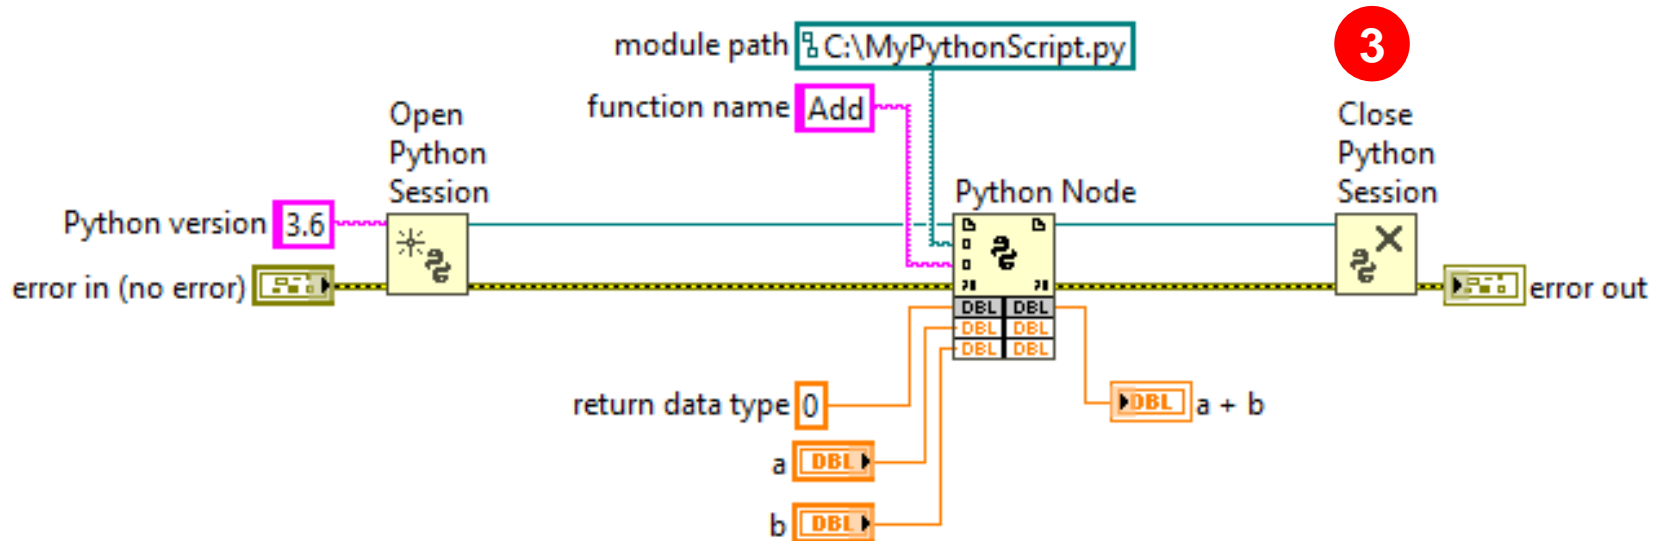 module path C:\MyPythonScript.py
3
function name Add
Open
Python
Session
Close
Python
Session
Python Node
Python version 3.6
error in (no error)
error out
DBL DBL
DBL DBL
DBL DBL
return data type 0
DBL a + b
a DBL
b DBL